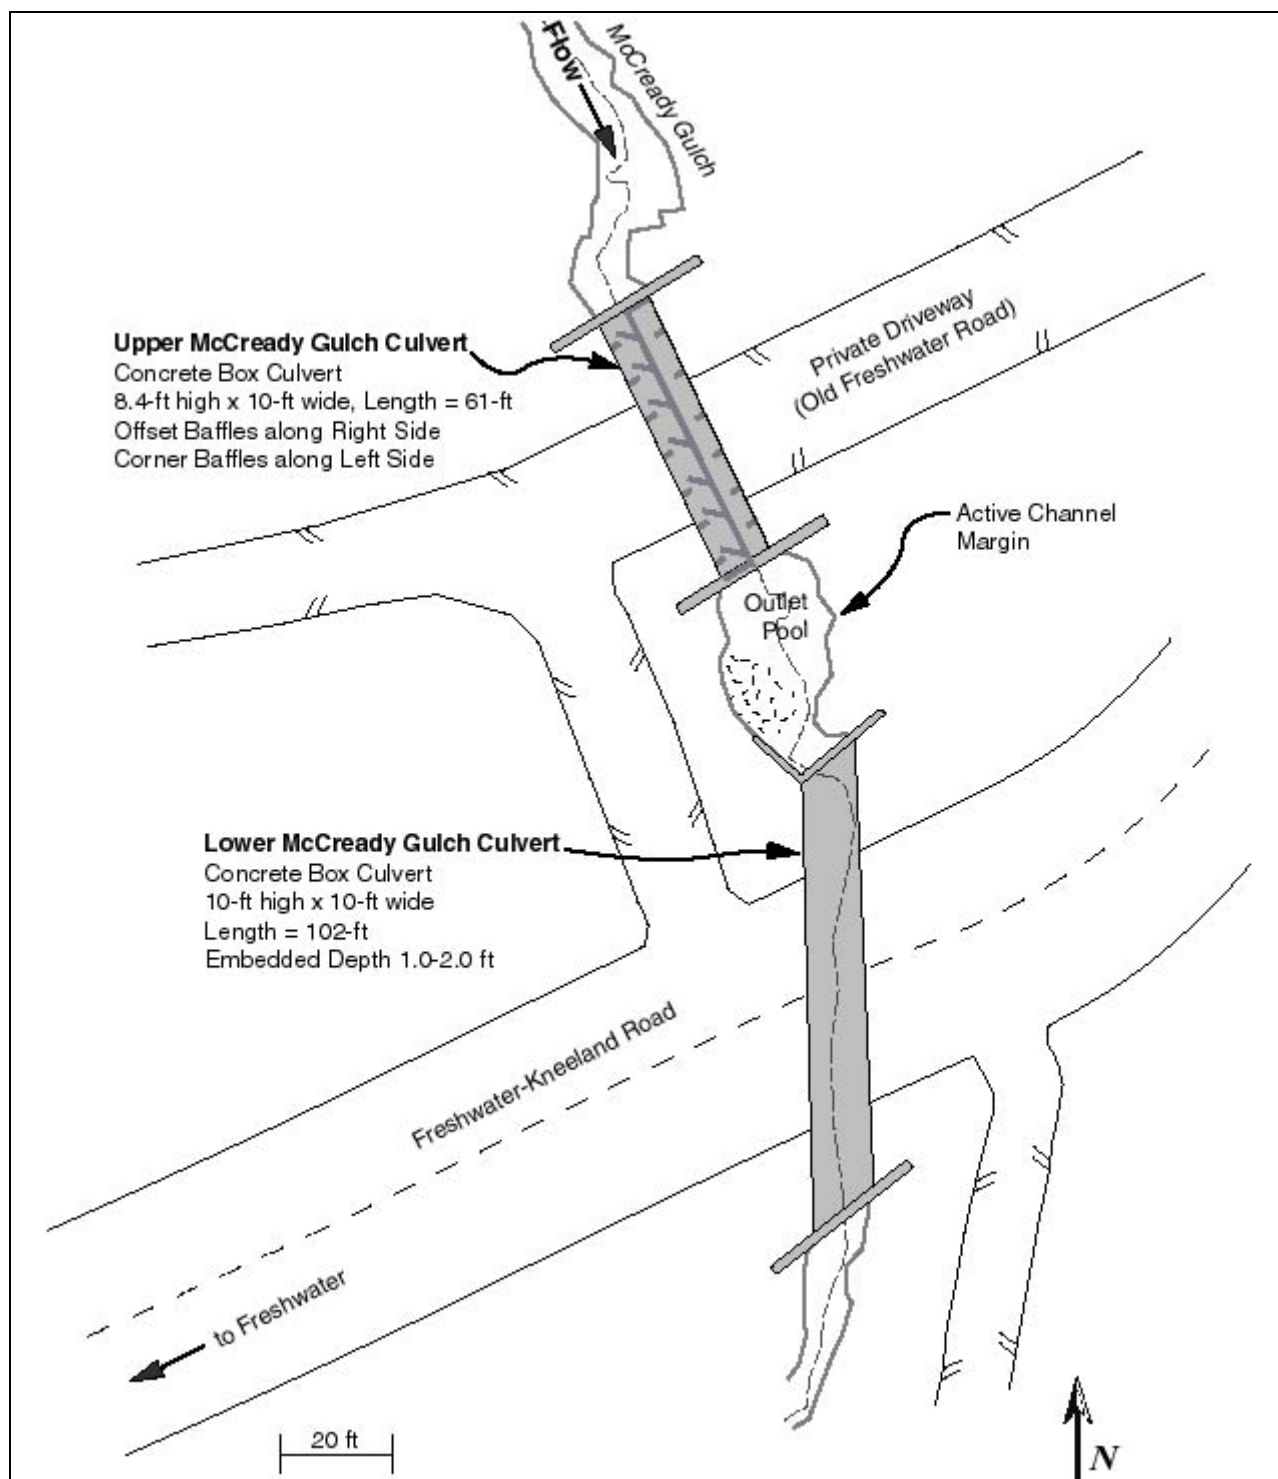 Flow
McCready Gulch
Upper McCready Gulch Culvert
Concrete Box Culvert
8.4-ft high x 10-ft wide, Length = 61-ft
Offset Baffles along Right Side
Corner Baffles along Left Side
Private Driveway
(Old Freshwater Road)
Active Channel
Margin
Outlet
Pool
Lower McCready Gulch Culvert
Concrete Box Culvert
10-ft high x 10-ft wide
Length = 102-ft
Embedded Depth 1.0-2.0 ft
Freshwater-Kneeland Road
to Freshwater
20 ft
N